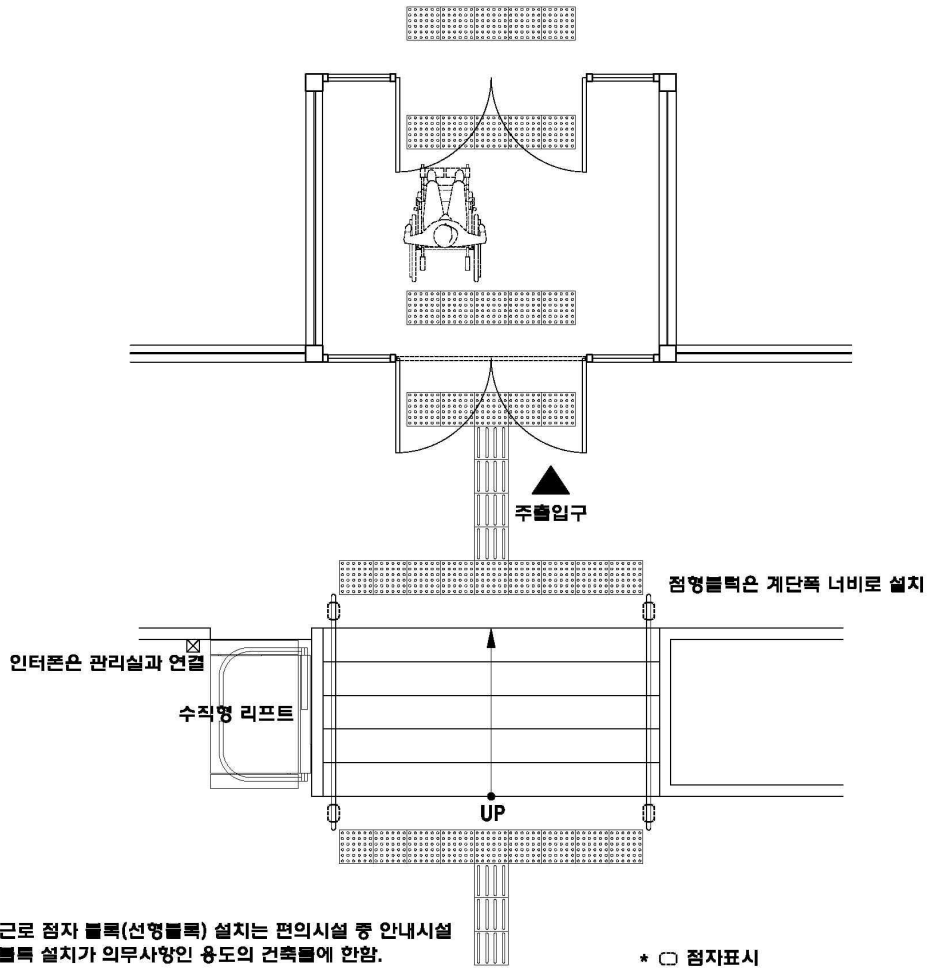 주출입구
점형블럭은 계단폭 너비로 설치
인터폰은 관리실과 연결
수직형 리프트
UP
근로 점자 블록(선형블록) 설치는 편의시설 중 안내시설
블록 설치가 의무사항인 용도의 건축물에 한함.
* 점자표시